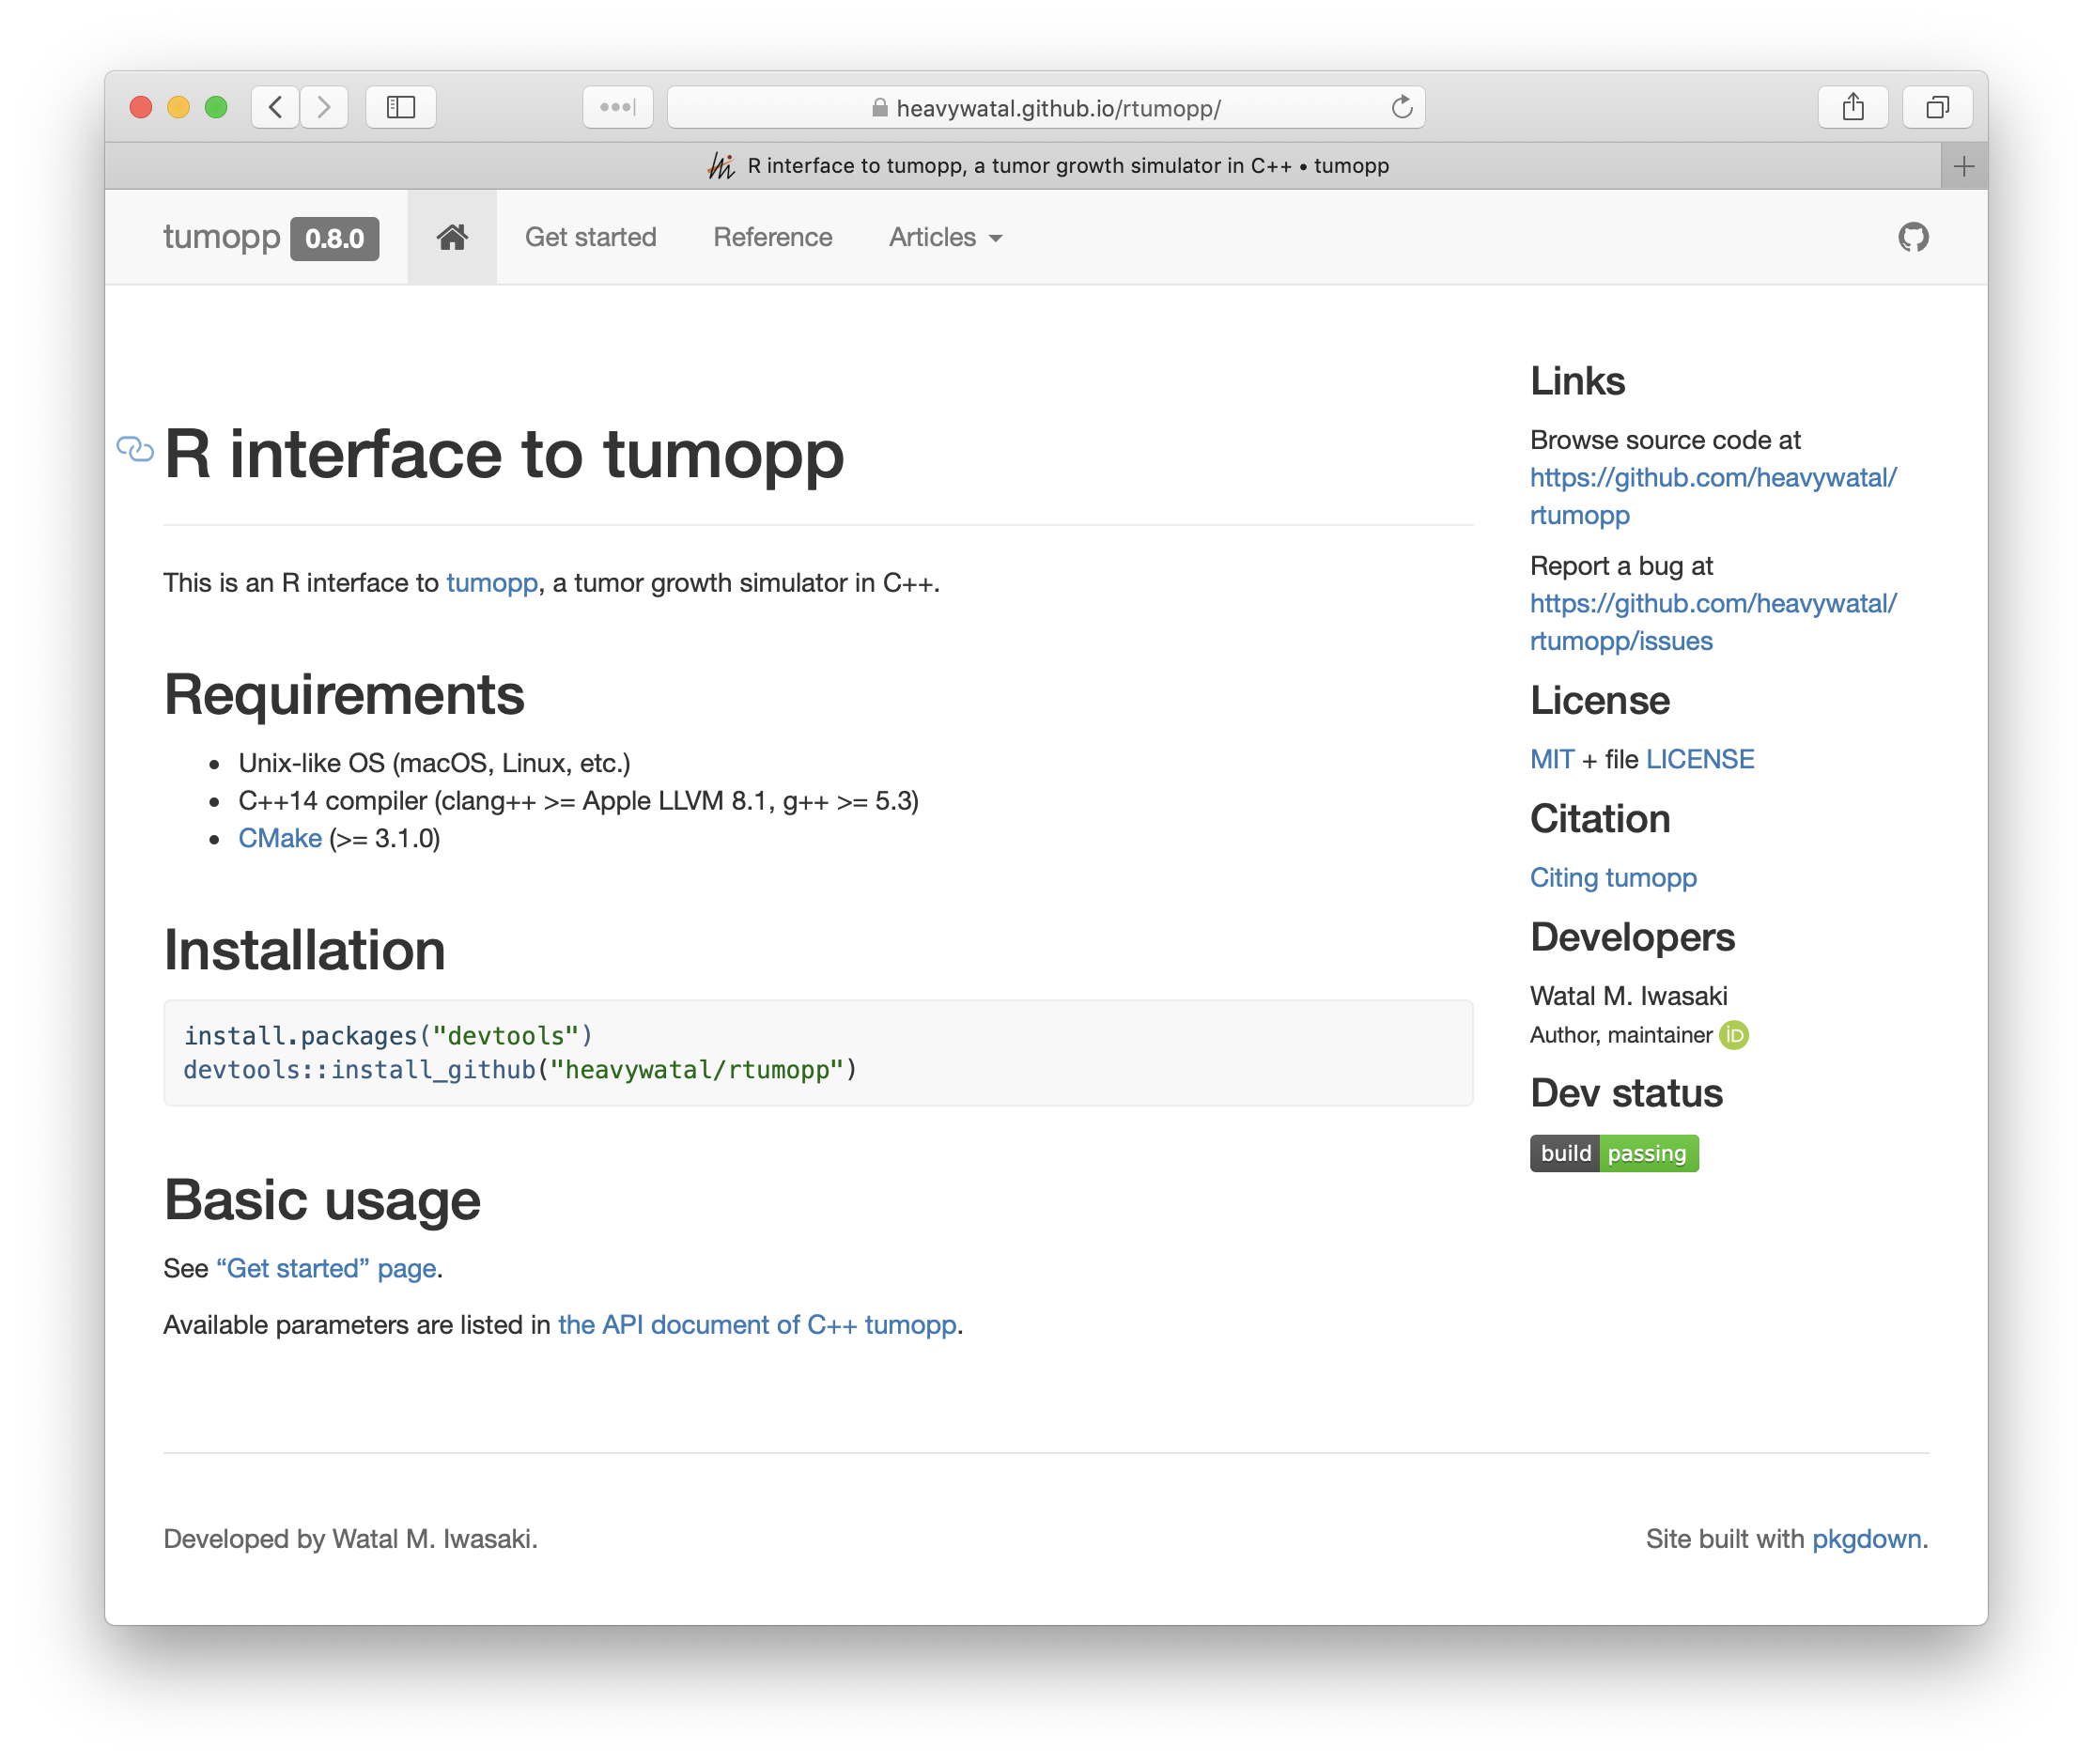 heavywatal.github.io/rtumopp/
R interface to tumopp, a tumor growth simulator in C++ • tumopp
tumopp 0.8.0 Get started Reference Articles
R interface to tumopp
This is an R interface to tumopp, a tumor growth simulator in C++.
Requirements
• Unix-like OS (macOS, Linux, etc.)
• C++14 compiler (clang++ >= Apple LLVM 8.1, g++ >= 5.3)
• CMake (>= 3.1.0)
Installation
install.packages("devtools")
devtools::install_github("heavywatal/rtumopp")
Basic usage
See “Get started” page.
Available parameters are listed in the API document of C++ tumopp.
Links
Browse source code at
https://github.com/heavywatal/
rtumopp
Report a bug at
https://github.com/heavywatal/
rtumopp/issues
License
MIT + file LICENSE
Citation
Citing tumopp
Developers
Watal M. Iwasaki
Author, maintainer iD
Dev status
build passing
Developed by Watal M. Iwasaki.
Site built with pkgdown.